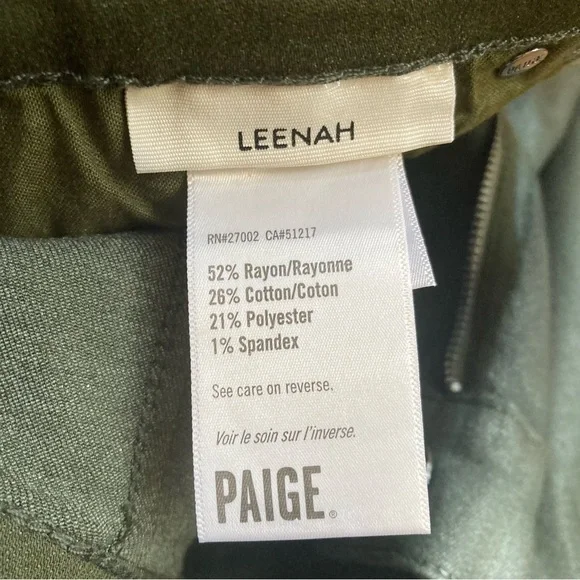 LEENAH
RN#27002 CA#51217
52% Rayon/Rayonne
26% Cotton/Coton
21% Polyester
1% Spandex
See care on reverse.
Voir le soin sur l'inverse.
PAIGE®